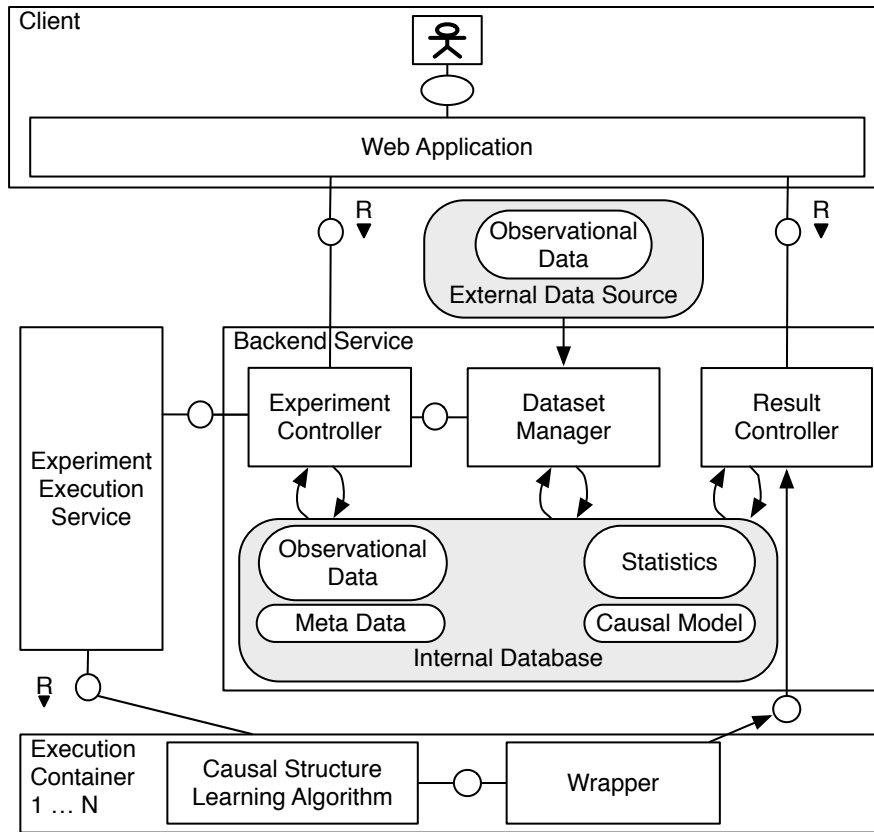 Client
Web Application
R
R
Observational
Data
External Data Source
Backend Service
Experiment
Controller
Dataset
Manager
Result
Controller
Experiment
Execution
Service
Observational
Data
Statistics
Meta Data
Causal Model
Internal Database
R
Execution
Container
1 … N
Causal Structure
Learning Algorithm
Wrapper